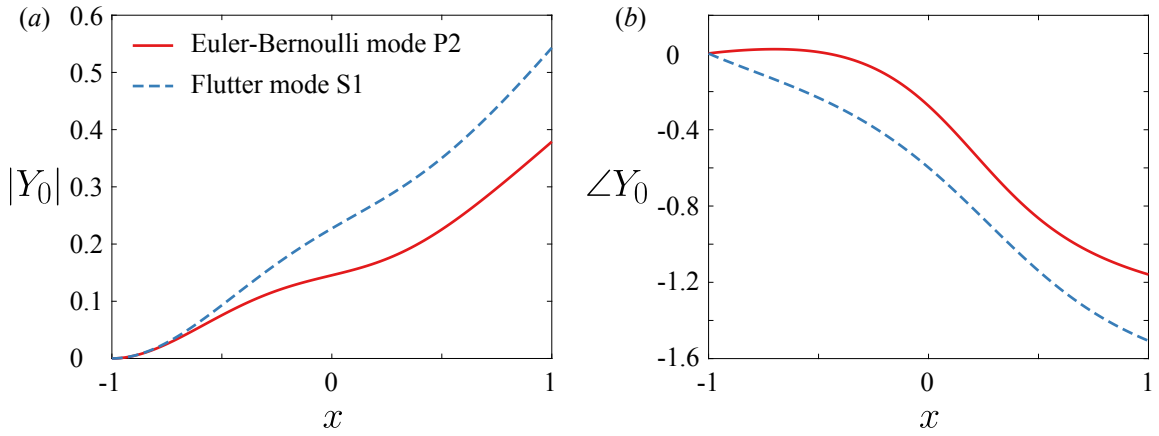 (a)
0.6
0.5
0.4
0.3
0.2
0.1
0
|Y₀|
Euler-Bernoulli mode P2
Flutter mode S1
-1
0
1
x
(b)
0
-0.4
-0.8
-1.2
-1.6
∠Y₀
-1
0
1
x